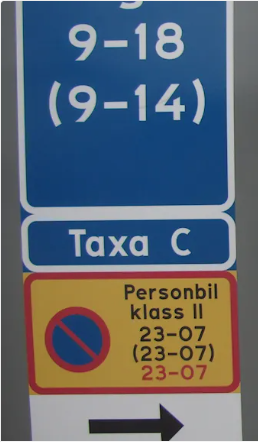 9-18
(9-14)
Taxa C
Personbil
klass II
23-07
(23-07)
23-07